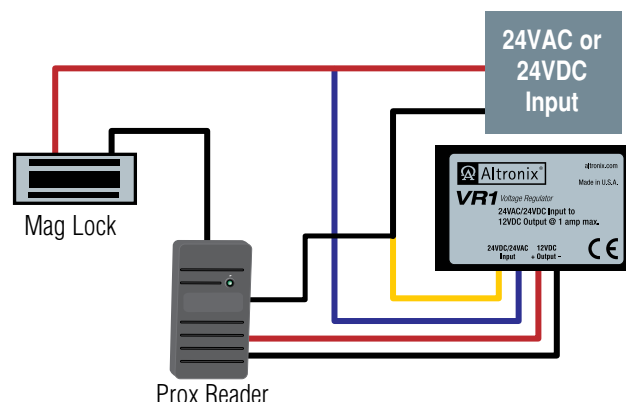 24VAC or
24VDC
Input
Altronix®
altronix.com
Made in U.S.A.
VR1 Voltage Regulator
24VAC/24VDC Input to
12VDC Output @ 1 amp max.
24VDC/24VAC 12VDC
Input + Output –
CE
Mag Lock
Prox Reader